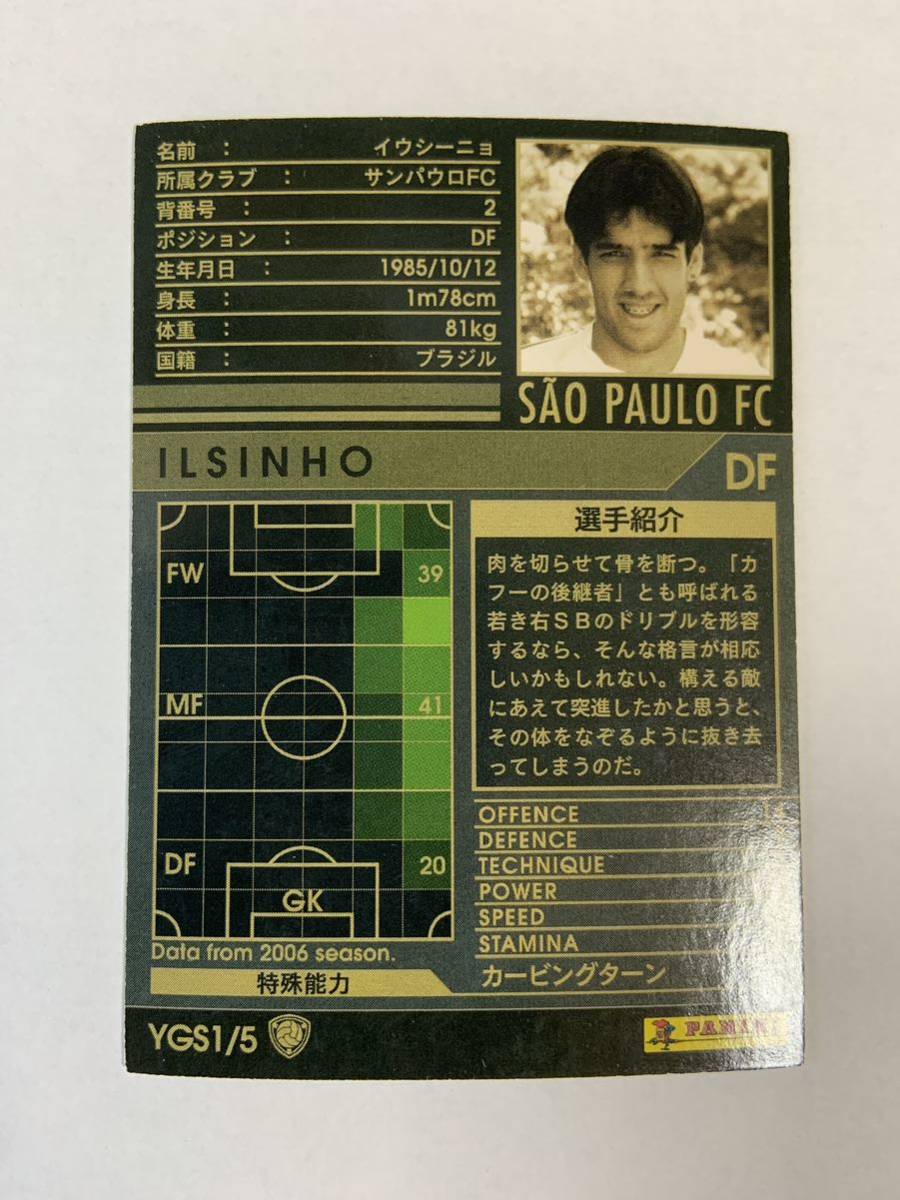 名前 : イウシーニョ
所属クラブ : サンパウロFC
背番号 : 2
ポジション : DF
生年月日 : 1985/10/12
身長 : 1m78cm
体重 : 81kg
国籍 : ブラジル
SÃO PAULO FC
ILSINHO
DF
FW 39
MF 41
DF 20
GK
Data from 2006 season.
選手紹介
肉を切らせて骨を断つ。「カ
フーの後継者」とも呼ばれる
若き右SBのドリブルを形容
するなら、そんな格言が相応
しいかもしれない。構える敵
にあえて突進したかと思うと、
その体をなぞるように抜き去
ってしまうのだ。
OFFENCE 14
DEFENCE
TECHNIQUE
POWER
SPEED
STAMINA
特殊能力
カービングターン
YGS1/5
PANINI